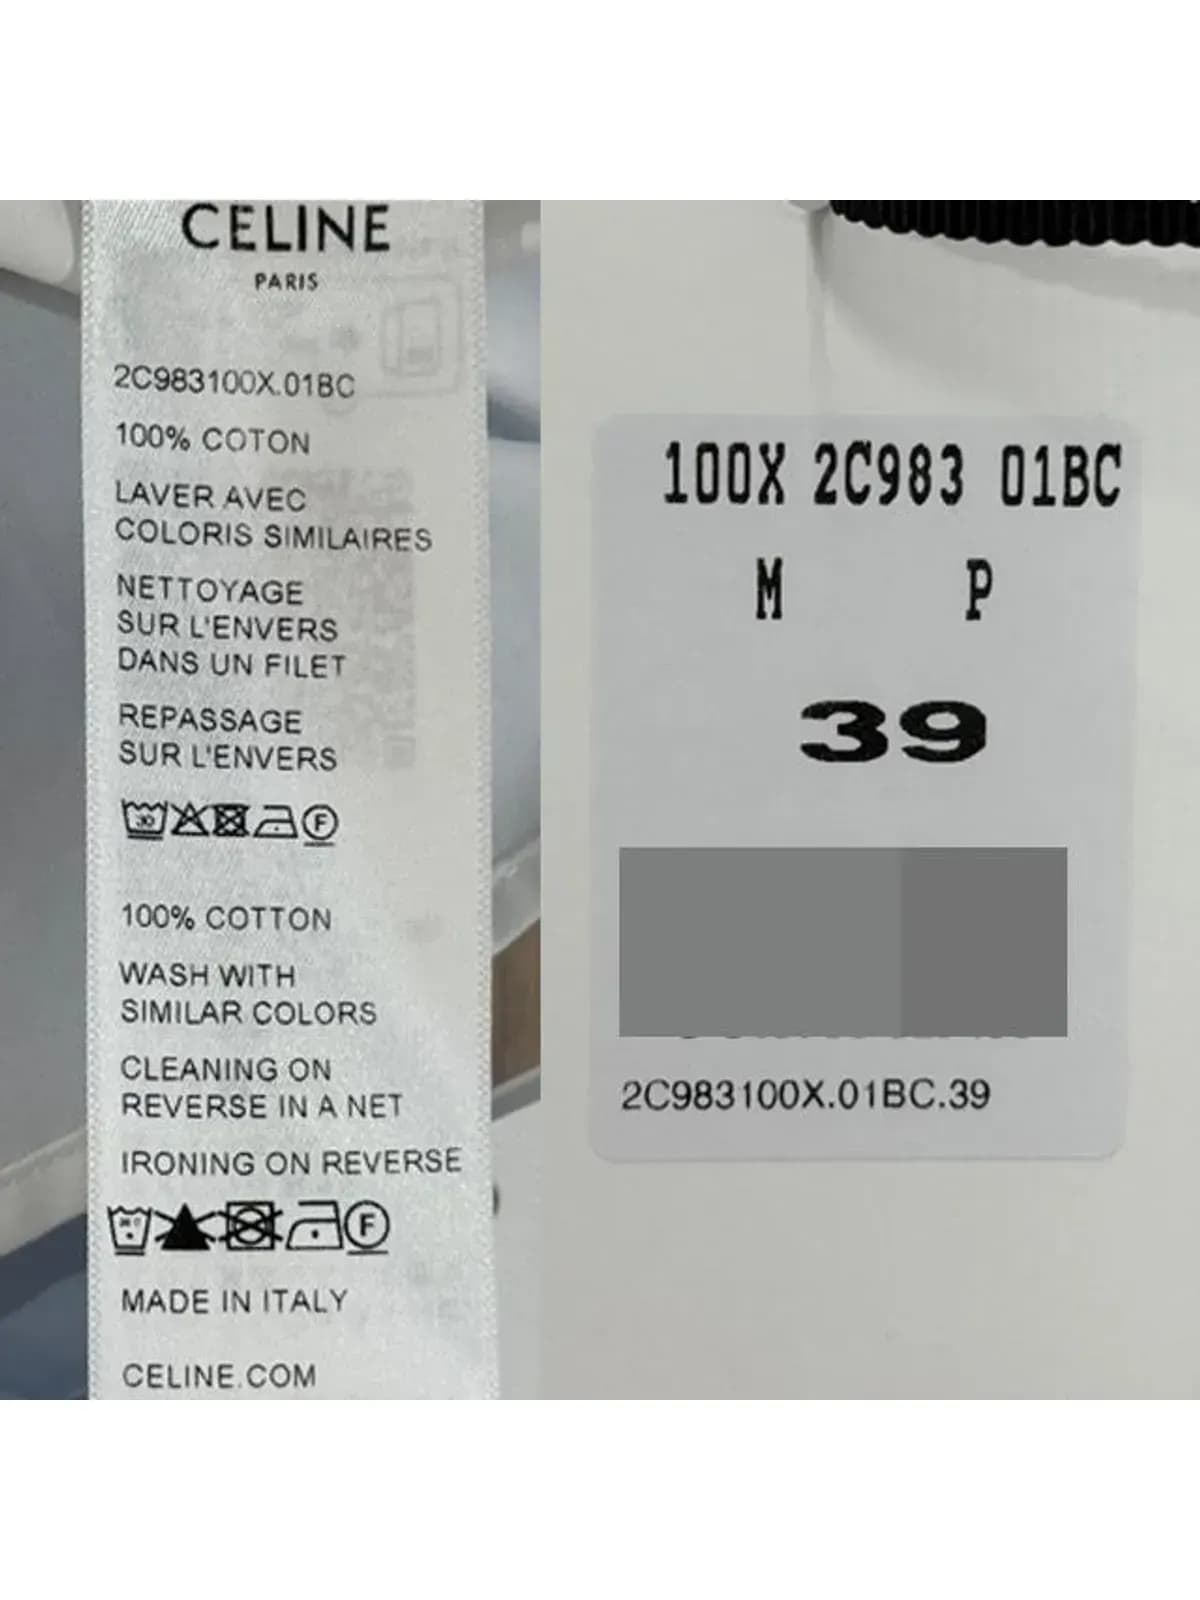 CELINE
PARIS
2C983100X.01BC
100% COTON
LAVER AVEC
COLORIS SIMILAIRES
NETTOYAGE
SUR L'ENVERS
DANS UN FILET
REPASSAGE
SUR L'ENVERS
30 F
100% COTTON
WASH WITH
SIMILAR COLORS
CLEANING ON
REVERSE IN A NET
IRONING ON REVERSE
F
MADE IN ITALY
CELINE.COM
100X 2C983 01BC
M P
39
2C983100X.01BC.39